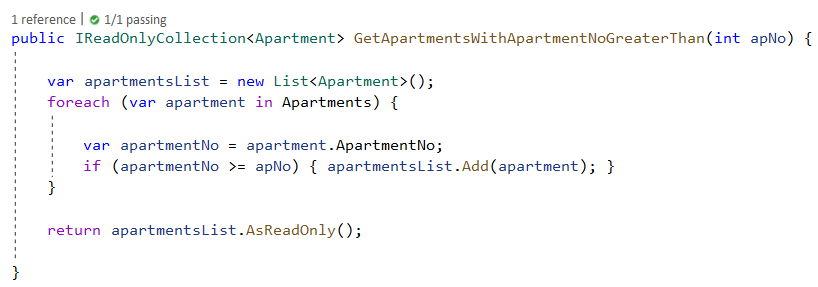 1 reference | 1/1 passing
public IReadOnlyCollection<Apartment> GetApartmentsWithApartmentNoGreaterThan(int apNo) {
var apartmentsList = new List<Apartment>();
foreach (var apartment in Apartments) {
var apartmentNo = apartment.ApartmentNo;
if (apartmentNo >= apNo) { apartmentsList.Add(apartment); }
}
return apartmentsList.AsReadOnly();
}